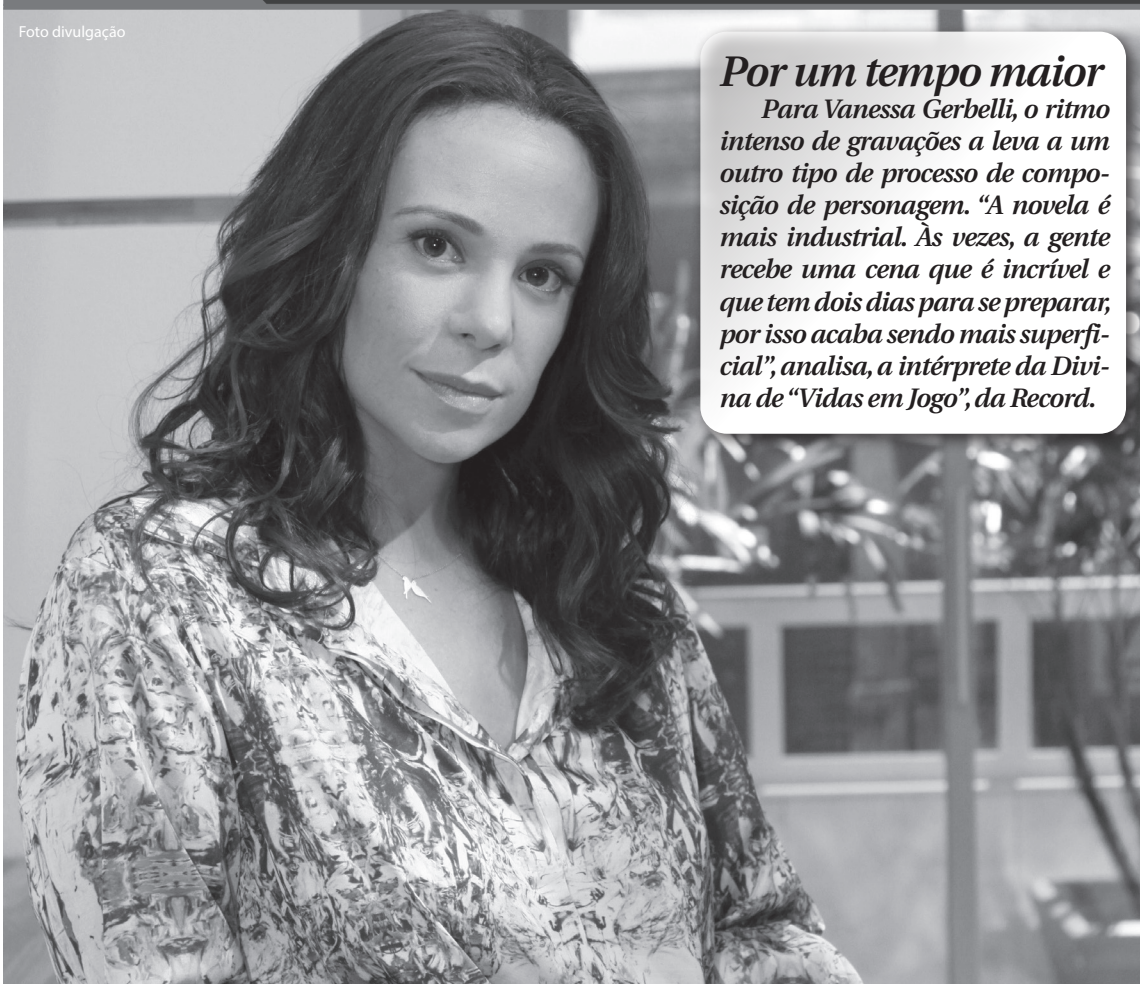 Foto divulgação
Por um tempo maior
Para Vanessa Gerbelli, o ritmo
intenso de gravações a leva a um
outro tipo de processo de compo-
sição de personagem. “A novela é
mais industrial. Às vezes, a gente
recebe uma cena que é incrível e
que tem dois dias para se preparar,
por isso acaba sendo mais superfi-
cial”, analisa, a intérprete da Divi-
na de “Vidas em Jogo”, da Record.